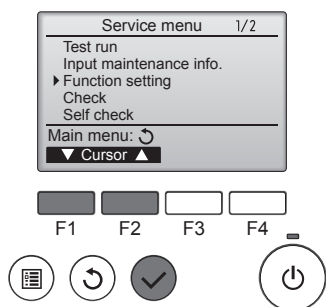 Service menu 1/2
Test run
Input maintenance info.
Function setting
Check
Self check
Main menu:
▼ Cursor ▲
F1 F2 F3 F4